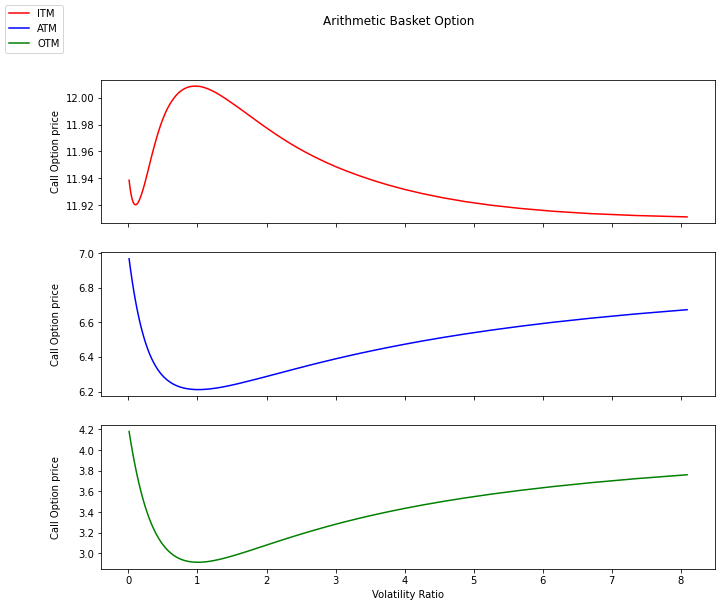 ITM
ATM
OTM
Arithmetic Basket Option
12.00
11.98
11.96
11.94
11.92
Call Option price
7.0
6.8
6.6
6.4
6.2
Call Option price
4.2
4.0
3.8
3.6
3.4
3.2
3.0
Call Option price
0 1 2 3 4 5 6 7 8
Volatility Ratio